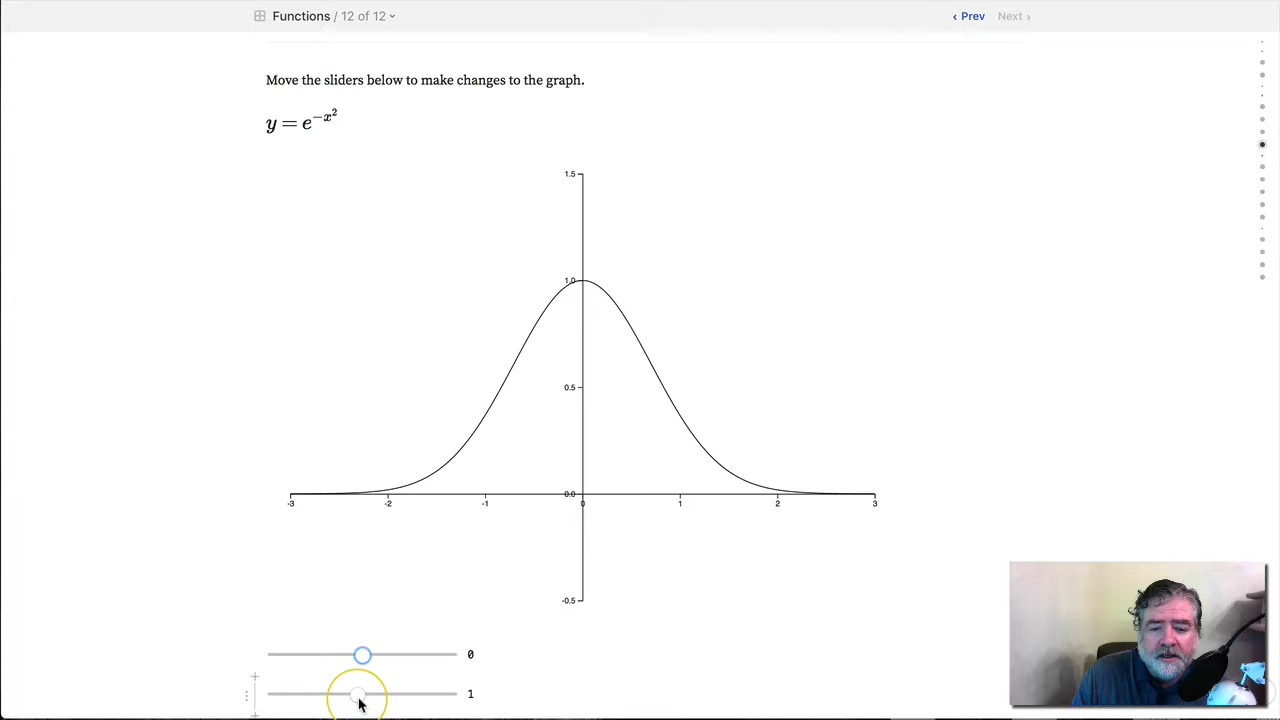 Functions / 12 of 12
‹ Prev Next ›
Move the sliders below to make changes to the graph.
y = e^{-x^2}
1.5
1.0
0.5
0.0
-3 -2 -1 0 1 2 3
-0.5
0
1